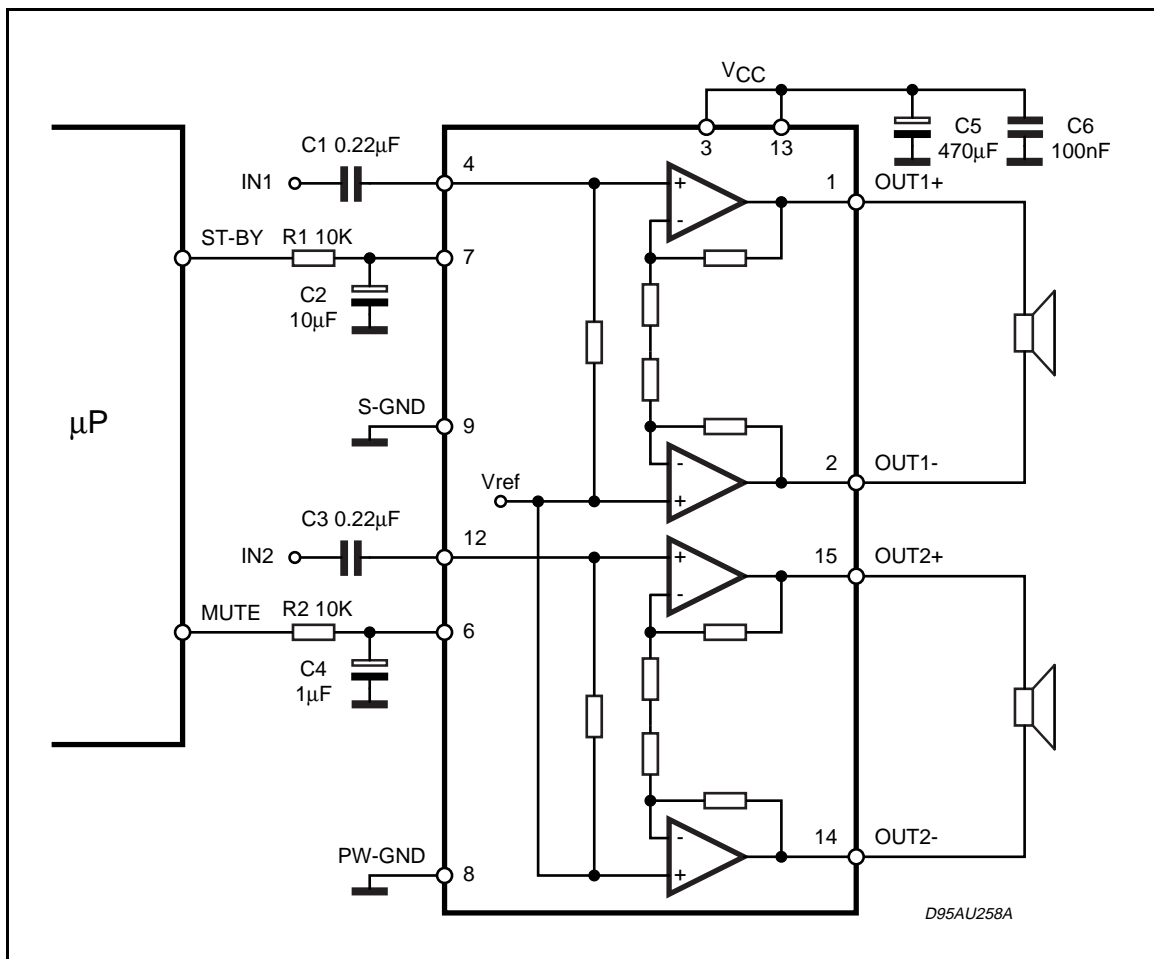 VCC
3
13
C5
470μF
C6
100nF
C1 0.22μF
IN1
4
+
-
1
OUT1+
ST-BY
R1 10K
7
C2
10μF
μP
S-GND
9
-
+
2
OUT1-
Vref
C3 0.22μF
IN2
12
+
-
15
OUT2+
MUTE
R2 10K
6
C4
1μF
-
+
14
OUT2-
PW-GND
8
D95AU258A